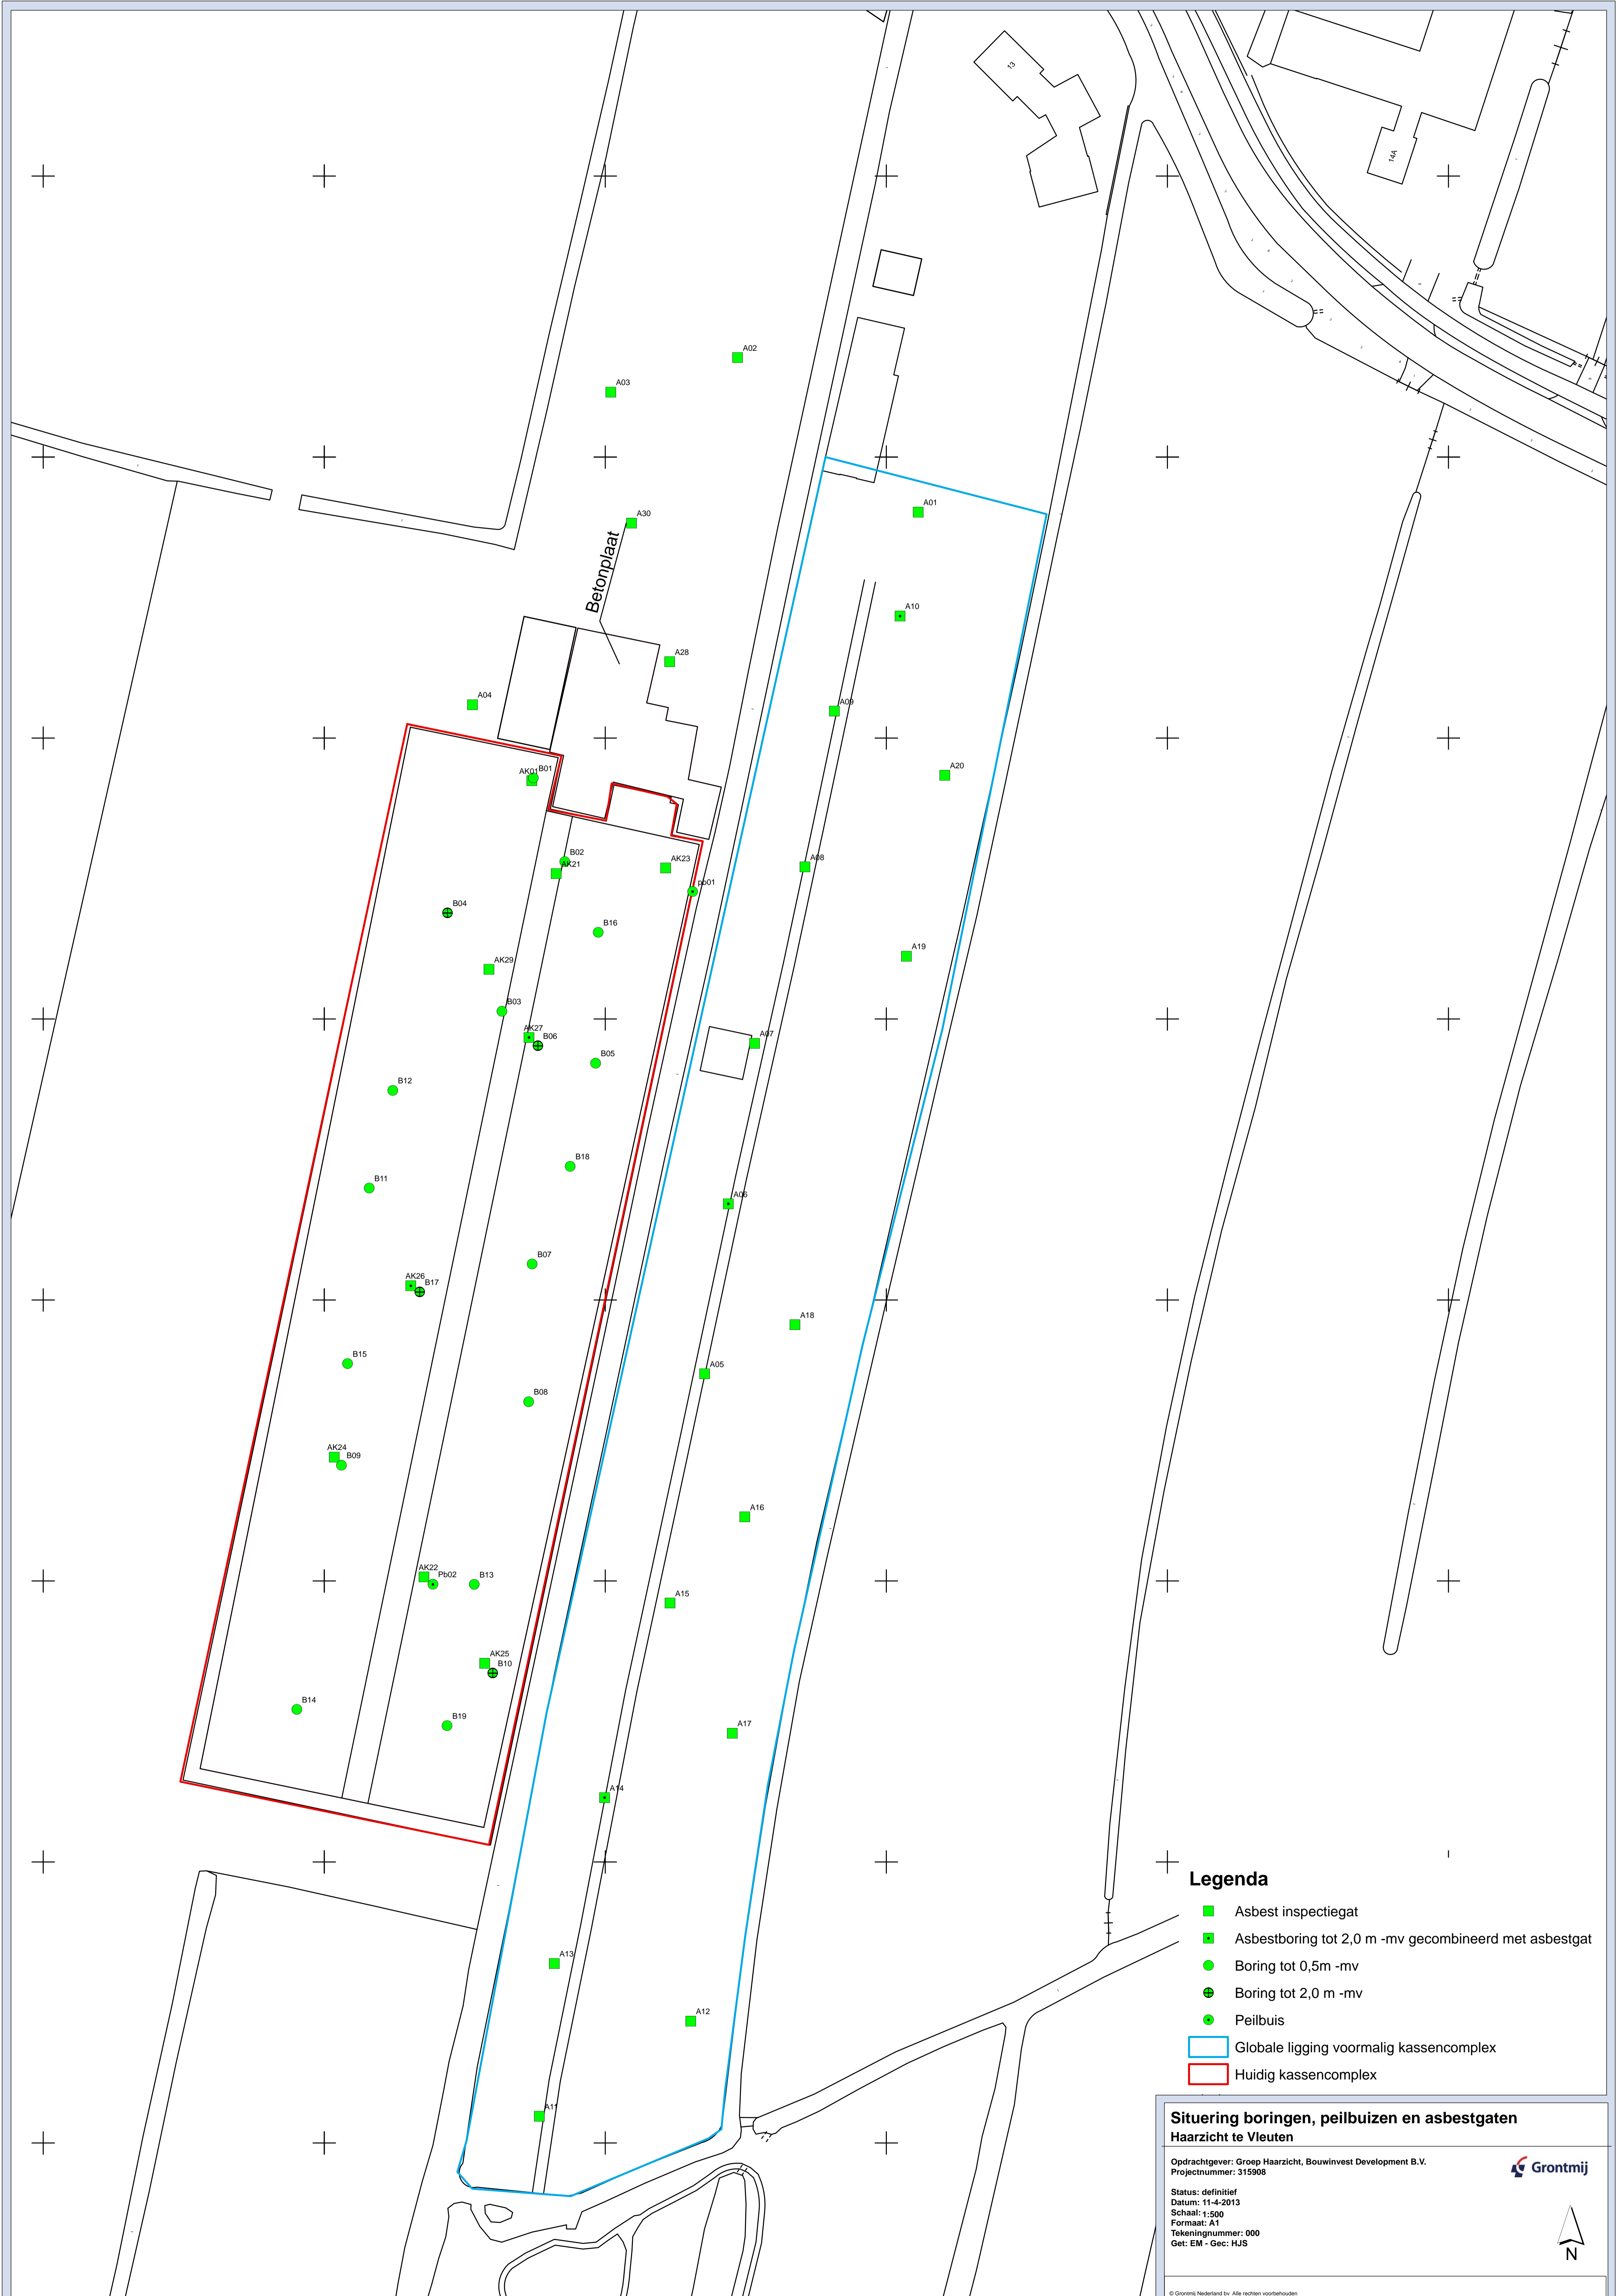 13
14A
A02
A03
A30
A01
Betonplaat
A10
A28
A04
A09
A20
AK01
B01
B02
AK21
AK23
A08
pb01
B04
B16
A19
AK29
B03
AK27
B06
A07
B05
B12
B18
B11
A06
B07
AK26
B17
A18
B15
A05
B08
AK24
B09
A16
AK22
Pb02
B13
A15
AK25
B10
B14
B19
A17
A14
A13
A12
A11
Legenda
Asbest inspectiegat
Asbestboring tot 2,0 m -mv gecombineerd met asbestgat
Boring tot 0,5m -mv
Boring tot 2,0 m -mv
Peilbuis
Globale ligging voormalig kassencomplex
Huidig kassencomplex
Situering boringen, peilbuizen en asbestgaten
Haarzicht te Vleuten
Opdrachtgever: Groep Haarzicht, Bouwinvest Development B.V.
Projectnummer: 315908
Grontmij
Status: definitief
Datum: 11-4-2013
Schaal: 1:500
Formaat: A1
Tekeningnummer: 000
Get: EM - Gec: HJS
N
© Grontmij Nederland bv Alle rechten voorbehouden